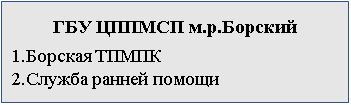 ГБУ ЦППМСП м.р.Борский
1.Борская ТПМПК
2.Служба ранней помощи